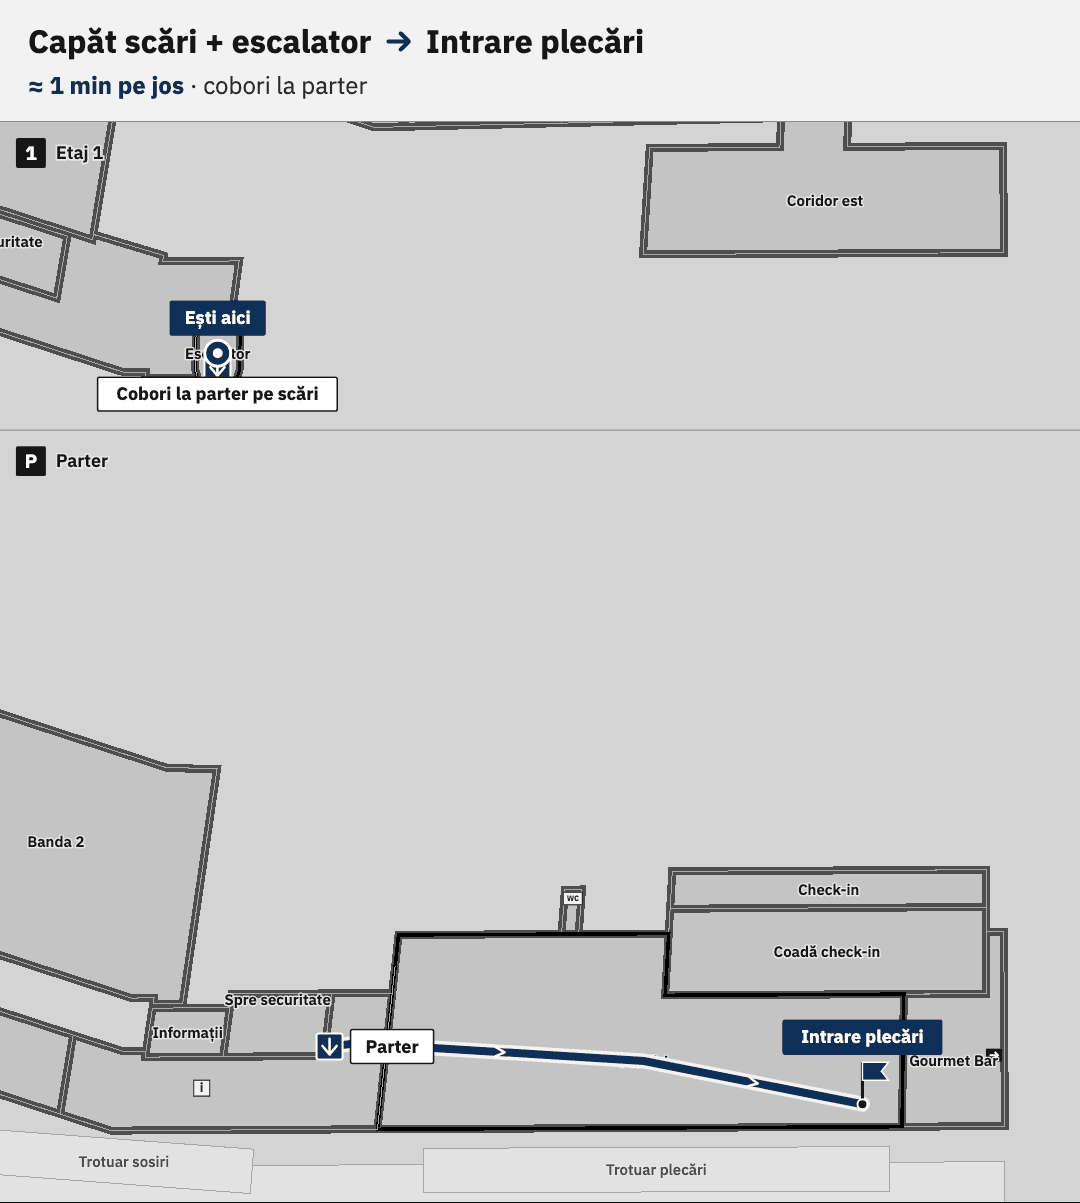 Capăt scări + escalator → Intrare plecări
≈ 1 min pe jos · cobori la parter
1 Etaj 1
Coridor est
Ești aici
Cobori la parter pe scări
P Parter
Banda 2
wc
Check-in
Coadă check-in
Spre securitate
Informații
Parter
Intrare plecări
Gourmet Bar
i
Trotuar sosiri
Trotuar plecări